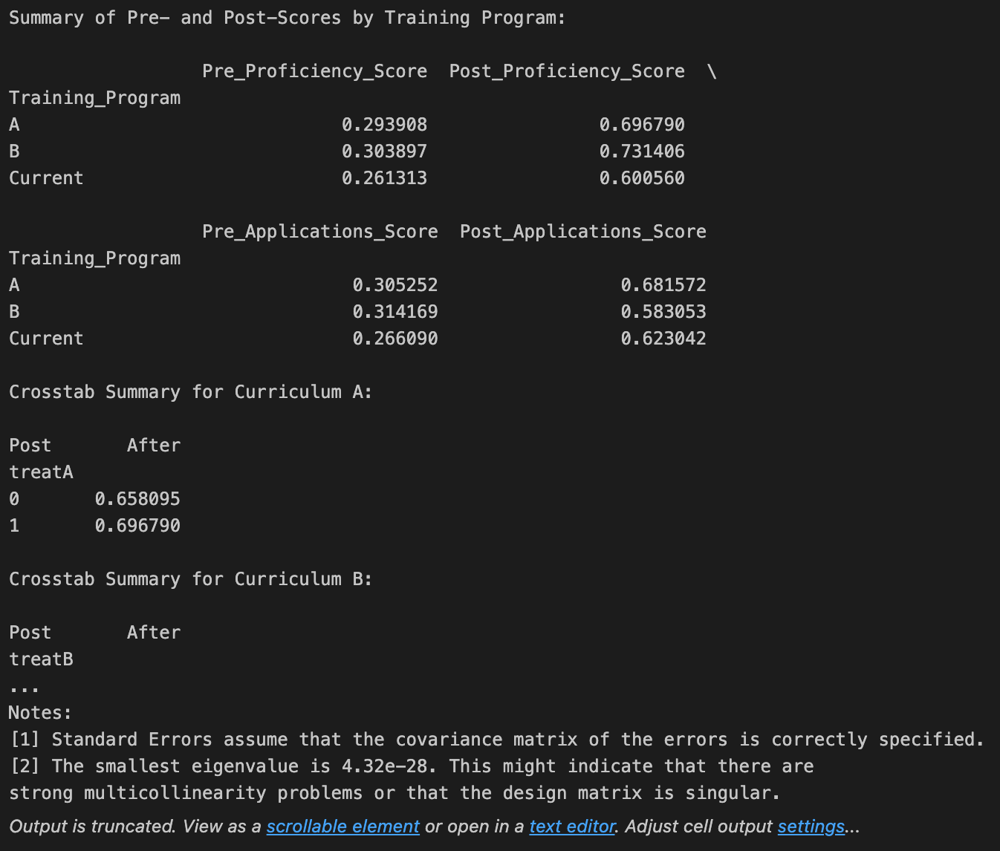 Summary of Pre- and Post-Scores by Training Program:
Pre_Proficiency_Score  Post_Proficiency_Score  \
Training_Program
A                               0.293908                0.696790
B                               0.303897                0.731406
Current                         0.261313                0.600560
Pre_Applications_Score  Post_Applications_Score
Training_Program
A                                0.305252                 0.681572
B                                0.314169                 0.583053
Current                          0.266090                 0.623042
Crosstab Summary for Curriculum A:
Post       After
treatA
0       0.658095
1       0.696790
Crosstab Summary for Curriculum B:
Post       After
treatB
...
Notes:
[1] Standard Errors assume that the covariance matrix of the errors is correctly specified.
[2] The smallest eigenvalue is 4.32e-28. This might indicate that there are
strong multicollinearity problems or that the design matrix is singular.
Output is truncated. View as a scrollable element or open in a text editor. Adjust cell output settings...